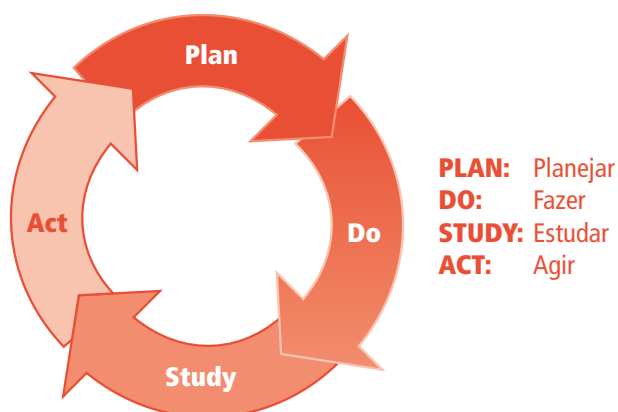 Plan
Do
Study
Act
PLAN: Planejar
DO: Fazer
STUDY: Estudar
ACT: Agir